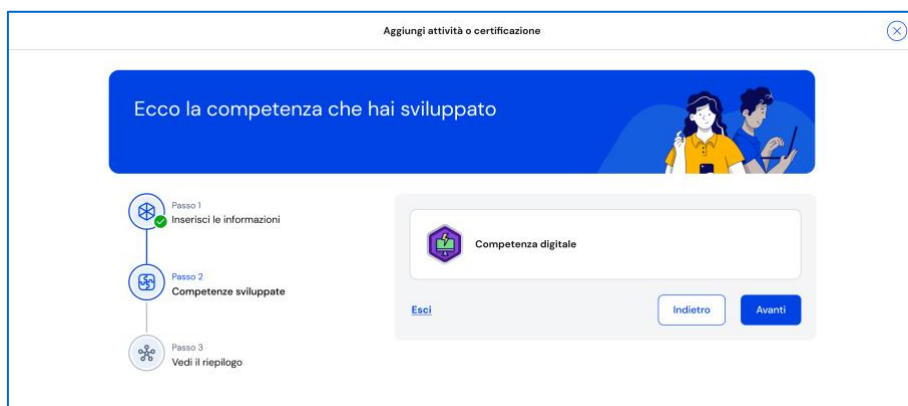 Aggiungi attività o certificazione
Ecco la competenza che hai sviluppato
Passo 1
Inserisci le informazioni
Passo 2
Competenze sviluppate
Passo 3
Vedi il riepilogo
Competenza digitale
Esci
Indietro
Avanti